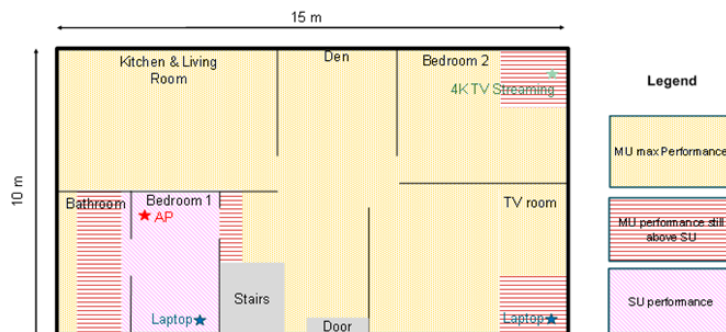 15 m
Kitchen & Living
Room
Den
Bedroom 2
4K TV Streaming
Legend
MU max Performance
10 m
Bathroom
Bedroom 1
TV room
AP
MU performance still
above SU
Stairs
SU performance
Laptop
Door
Laptop